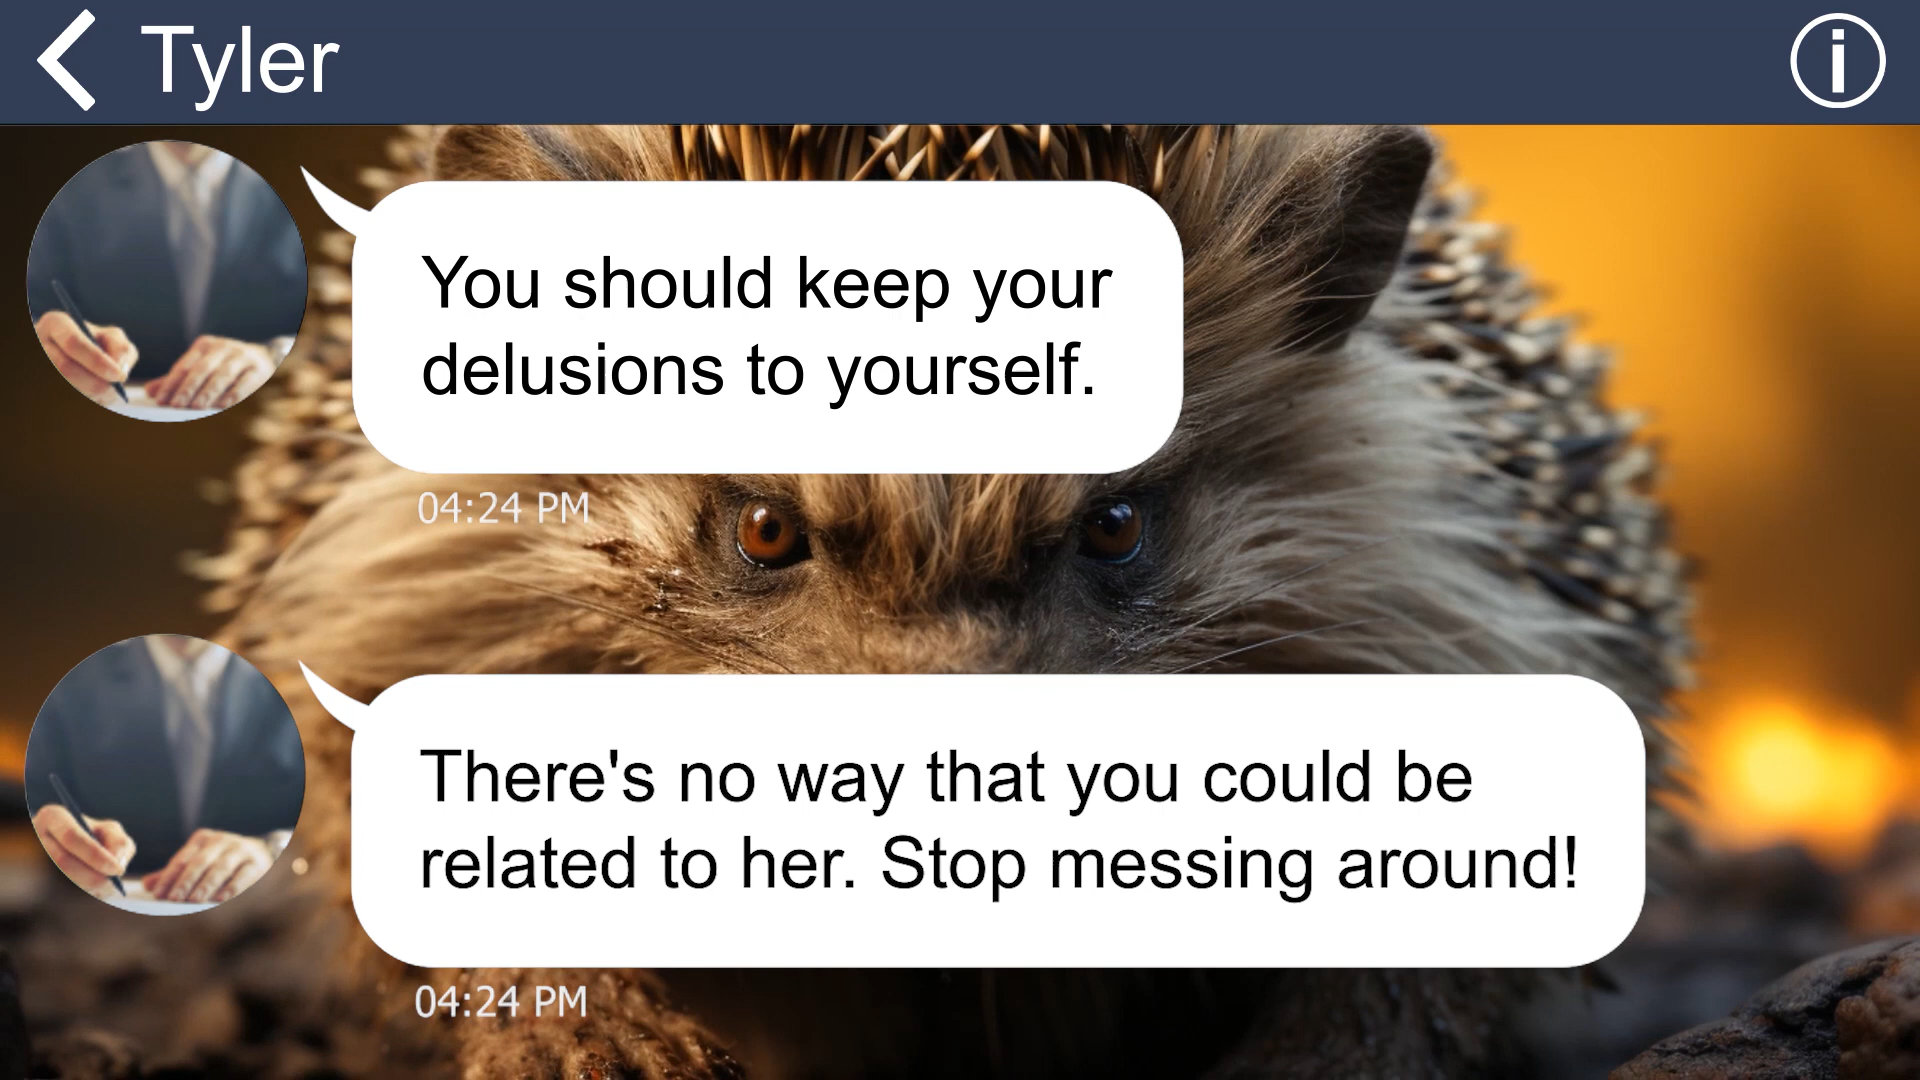 Tyler
You should keep your
delusions to yourself.
04:24 PM
There's no way that you could be
related to her. Stop messing around!
04:24 PM